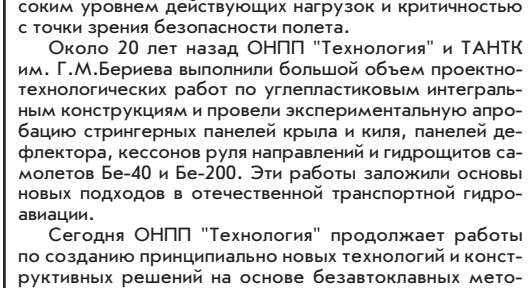 соким уровнем действующих нагрузок и критичностью
с точки зрения безопасности полета.
Около 20 лет назад ОНПП "Технология" и ТАНТК
им. Г.М.Бериева выполнили большой объем проектно-
технологических работ по углепластиковым интеграль-
ным конструкциям и провели экспериментальную апро-
бацию стрингерных панелей крыла и киля, панелей де-
флектора, кессонов руля направлений и гидрощитов са-
молетов Бе-40 и Бе-200. Эти работы заложили основы
новых подходов в отечественной транспортной гидро-
авиации.
Сегодня ОНПП "Технология" продолжает работы
по созданию принципиально новых технологий и конст-
руктивных решений на основе безавтоклавных мето-